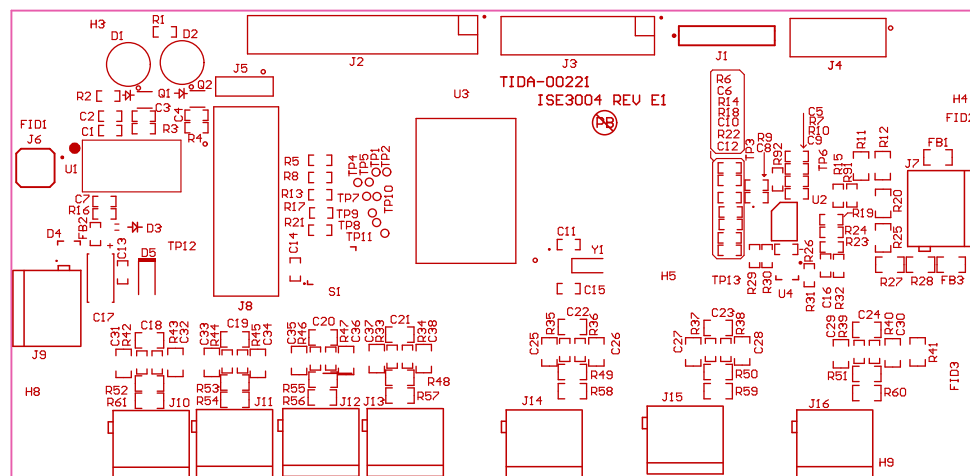 H3
R1
D1
D2
J2
J3
J1
J4
J5
Q1
Q2
R2
U3
TIDA-00221
ISE3004 REV E1
PB
C2
C1
C3
R3
C4
R4
FID1
J6
U1
R6
C6
R14
R18
C10
R22
C12
C5
R7
R10
C9
R9
C8
TP3
R92
TP6
R15
R91
R11
R12
H4
FID2
FB1
J7
R5
R8
R13
R17
R21
TP4
TP5
TP1
TP2
TP7
TP9
TP8
TP10
TP11
C7
R16
FB2
D3
D4
C13
D5
TP12
C14
S1
J8
C17
J9
U2
R19
R20
R24
R23
R25
R26
R29
R30
TP13
U4
R31
C16
R32
R27
R28
FB3
C11
Y1
C15
H5
C31
R42
C18
R43
C32
C33
R44
C19
R45
C34
C35
R46
C20
R47
C36
C37
R33
C21
R34
C38
C25
R35
C22
R36
C26
C27
R37
C23
R38
C28
C29
R39
C24
R40
C30
R41
FID3
H8
R52
R61
R53
R54
R55
R56
R48
R57
R49
R58
R50
R59
R51
R60
J10
J11
J12
J13
J14
J15
J16
H9